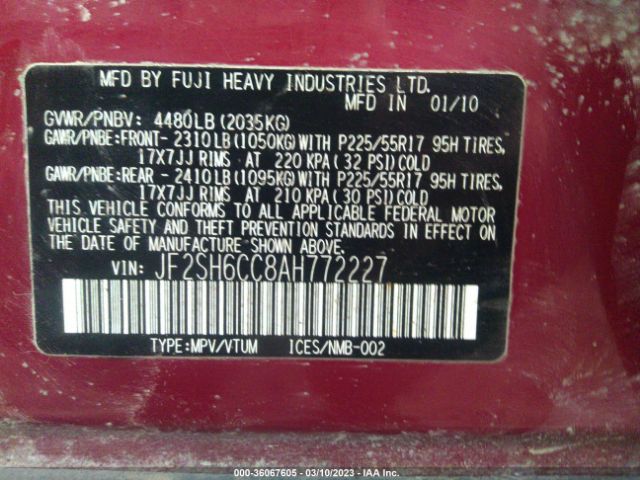 MFD BY FUJI HEAVY INDUSTRIES LTD.
MFD IN 01/10
GVWR/PNBV: 4480LB (2035KG)
GAWR/PNBE:FRONT- 2310LB(1050KG)WITH P225/55R17 95H TIRES,
17X7JJ RIMS AT 220 KPA( 32 PSI)COLD
GAWR/PNBE:REAR - 2410LB(1095KG)WITH P225/55R17 95H TIRES,
17X7JJ RIMS AT 210 KPA( 30 PSI)COLD
THIS VEHICLE CONFORMS TO ALL APPLICABLE FEDERAL MOTOR
VEHICLE SAFETY AND THEFT PREVENTION STANDARDS IN EFFECT
ON THE DATE OF MANUFACTURE SHOWN ABOVE.
VIN: JF2SH6CC8AH772227
TYPE:MPV/VTUM ICES/NMB-002
000-36067605 — 03/10/2023 — IAA Inc.